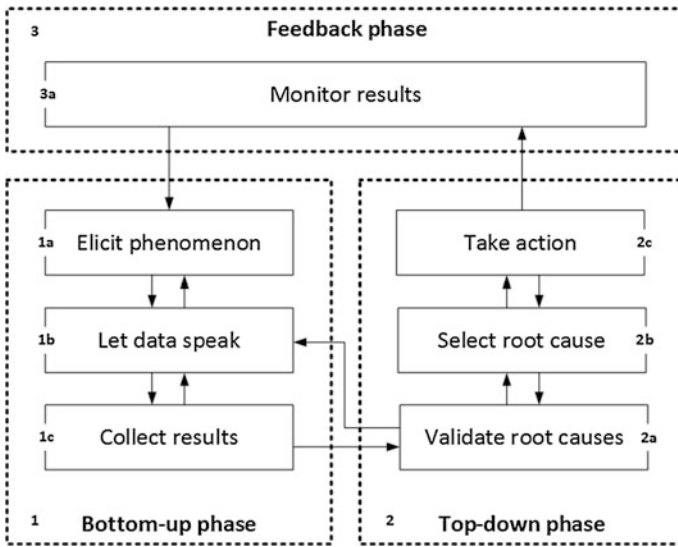 3
Feedback phase
3a
Monitor results
1a
Elicit phenomenon
Take action
2c
1b
Let data speak
Select root cause
2b
1c
Collect results
Validate root causes
2a
1
Bottom-up phase
2
Top-down phase